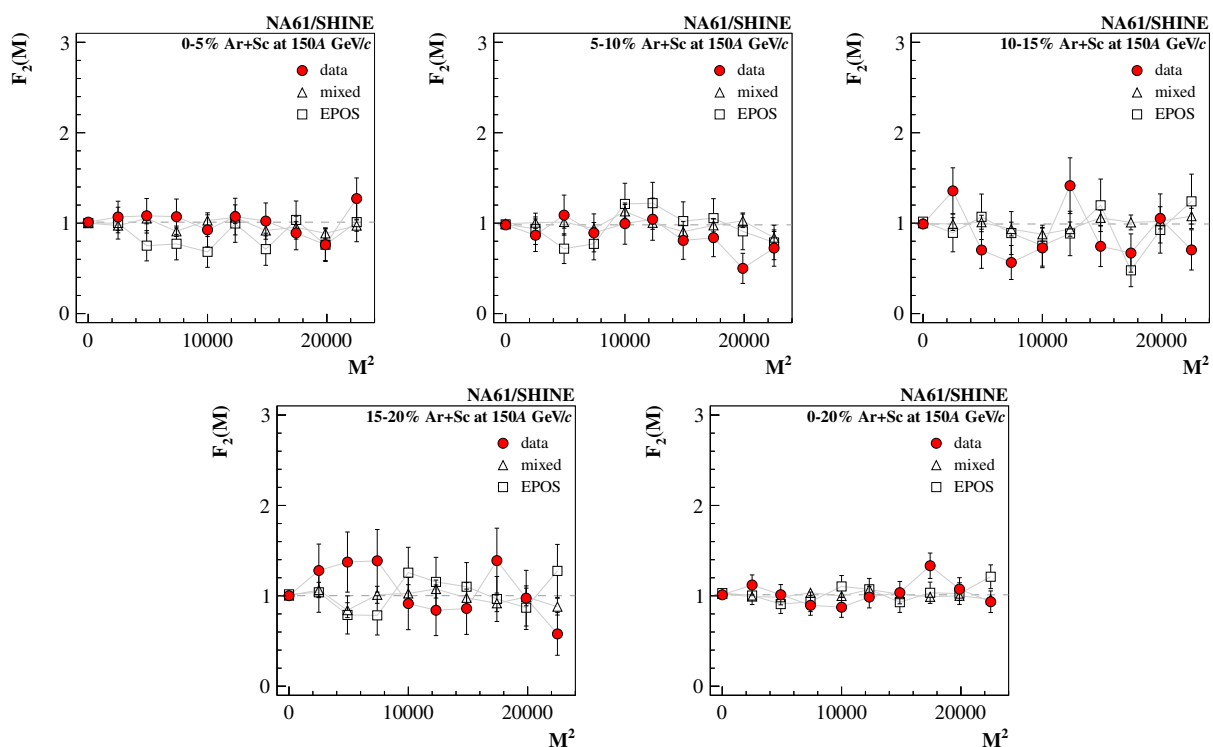 NA61/SHINE
0-5% Ar+Sc at 150A GeV/c
F₂(M)
3
data
mixed
EPOS
2
1
0
0 10000 20000
M²
NA61/SHINE
5-10% Ar+Sc at 150A GeV/c
F₂(M)
3
data
mixed
EPOS
2
1
0
0 10000 20000
M²
NA61/SHINE
10-15% Ar+Sc at 150A GeV/c
F₂(M)
3
data
mixed
EPOS
2
1
0
0 10000 20000
M²
NA61/SHINE
15-20% Ar+Sc at 150A GeV/c
F₂(M)
3
data
mixed
EPOS
2
1
0
0 10000 20000
M²
NA61/SHINE
0-20% Ar+Sc at 150A GeV/c
F₂(M)
3
data
mixed
EPOS
2
1
0
0 10000 20000
M²